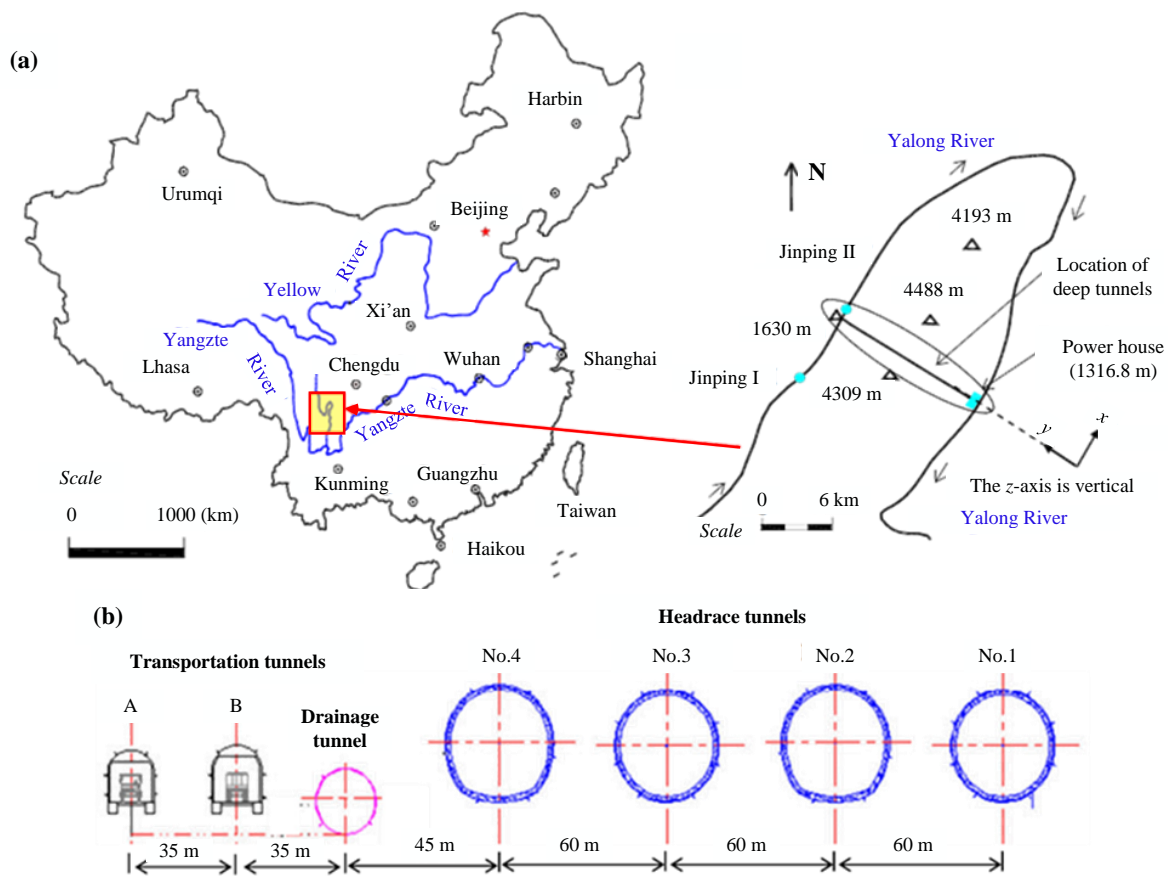 (a)
Harbin
Urumqi
Beijing
Yellow
River
Xi'an
Yangzte
River
Lhasa
Chengdu
Wuhan
Shanghai
Yangzte
River
Kunming
Guangzhu
Taiwan
Haikou
Scale
0 1000 (km)
Yalong River
N
4193 m
Jinping II
Location of
deep tunnels
4488 m
1630 m
Power house
(1316.8 m)
Jinping I
4309 m
x
y
0 6 km
Scale
The z-axis is vertical
Yalong River
(b)
Headrace tunnels
Transportation tunnels
No.4 No.3 No.2 No.1
A B
Drainage
tunnel
35 m 35 m 45 m 60 m 60 m 60 m